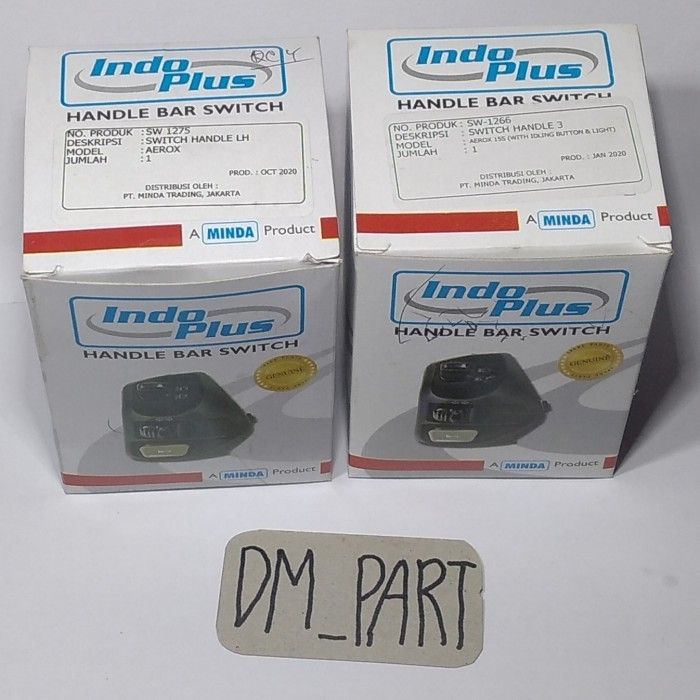 Indo
Plus
HANDLE BAR SWITCH
NO. PRODUK : SW 1275
DESKRIPSI : SWITCH HANDLE LH
MODEL : AEROX
JUMLAH : 1
PROD. : OCT 2020
DISTRIBUSI OLEH :
PT. MINDA TRADING, JAKARTA
A MINDA Product
Indo
Plus
HANDLE BAR SWITCH
GENUINE
A MINDA Product
Indo
Plus
HANDLE BAR SWITCH
NO. PRODUK : SW-1266
DESKRIPSI : SWITCH HANDLE 3
MODEL : AEROX 155 (WITH IDLING BUTTON & LIGHT)
JUMLAH : 1
PROD. : JAN 2020
DISTRIBUSI OLEH :
PT. MINDA TRADING, JAKARTA
A MINDA Product
Indo
Plus
HANDLE BAR SWITCH
GENUINE
A MINDA Product
DM_PART